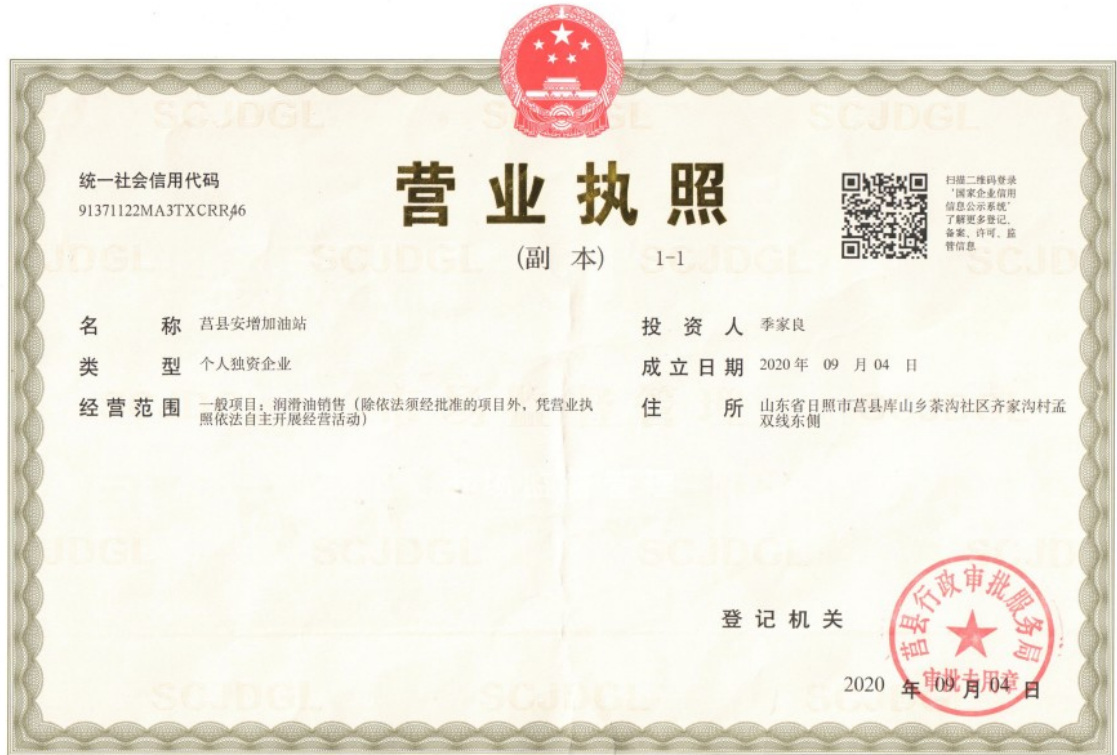 统一社会信用代码
91371122MA3TXCRR46
营业执照
(副 本) 1-1
扫描二维码登录
‘国家企业信用
信息公示系统’
了解更多登记、
备案、许可、监
管信息
名 称 莒县安增加油站
类 型 个人独资企业
经营范围 一般项目：润滑油销售（除依法须经批准的项目外，凭营业执
照依法自主开展经营活动）
投 资 人 季家良
成立日期 2020 年 09 月 04 日
住 所 山东省日照市莒县库山乡茶沟社区齐家沟村孟
双线东侧
登记机关
莒县行政审批服务局
审批专用章
2020 年 09 月 04 日
SCJDGL